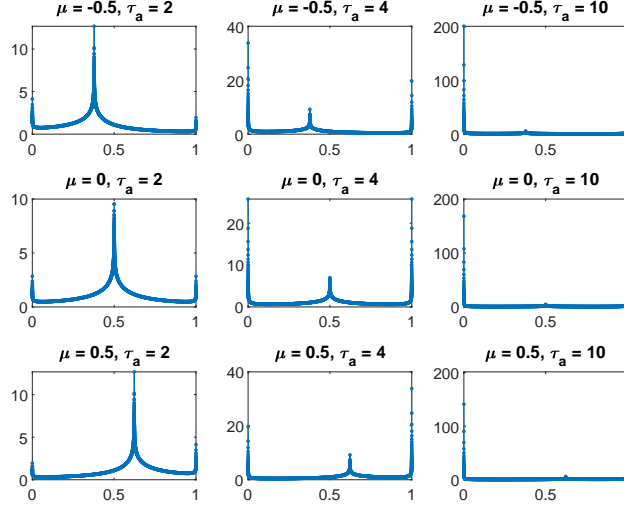 μ = -0.5, τa = 2
μ = -0.5, τa = 4
μ = -0.5, τa = 10
10
5
0
0 0.5 1
40
20
0
0 0.5 1
200
100
0
0 0.5
μ = 0, τa = 2
μ = 0, τa = 4
μ = 0, τa = 10
10
5
0
0 0.5 1
20
10
0
0 0.5 1
200
100
0
0 0.5
μ = 0.5, τa = 2
μ = 0.5, τa = 4
μ = 0.5, τa = 10
10
5
0
0 0.5 1
40
20
0
0 0.5 1
200
100
0
0 0.5